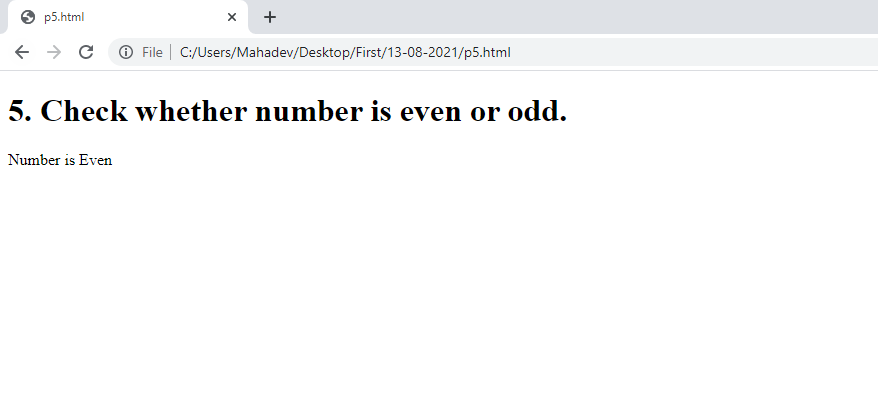 p5.html
File | C:/Users/Mahadev/Desktop/First/13-08-2021/p5.html
5. Check whether number is even or odd.
Number is Even